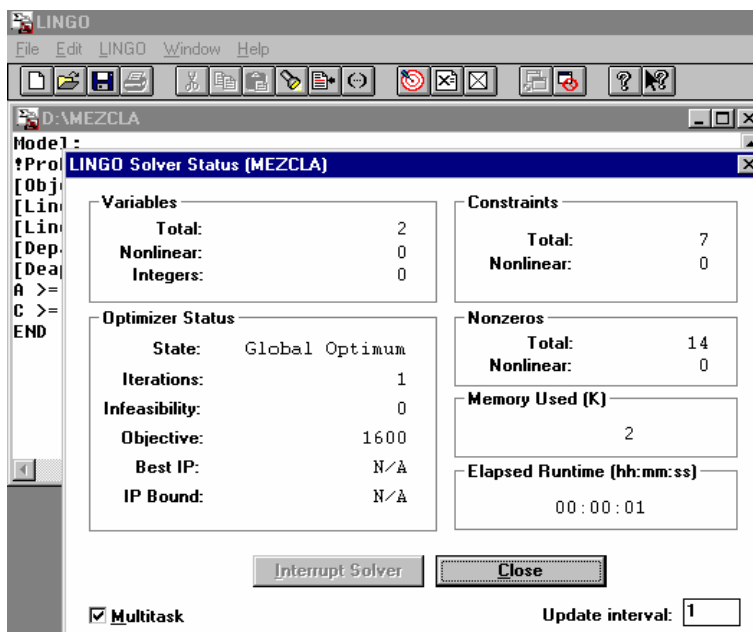 LINGO
File Edit LINGO Window Help
D:\MEZCLA
Model:
!Prob
[Obj
[Lin
[Lin
[Dep.
[Deap
A >=
C >=
END
LINGO Solver Status (MEZCLA)
Variables
Total: 2
Nonlinear: 0
Integers: 0
Constraints
Total: 7
Nonlinear: 0
Optimizer Status
State: Global Optimum
Iterations: 1
Infeasibility: 0
Objective: 1600
Best IP: N/A
IP Bound: N/A
Nonzeros
Total: 14
Nonlinear: 0
Memory Used (K)
2
Elapsed Runtime (hh:mm:ss)
00:00:01
Interrupt Solver
Close
Multitask
Update interval: 1